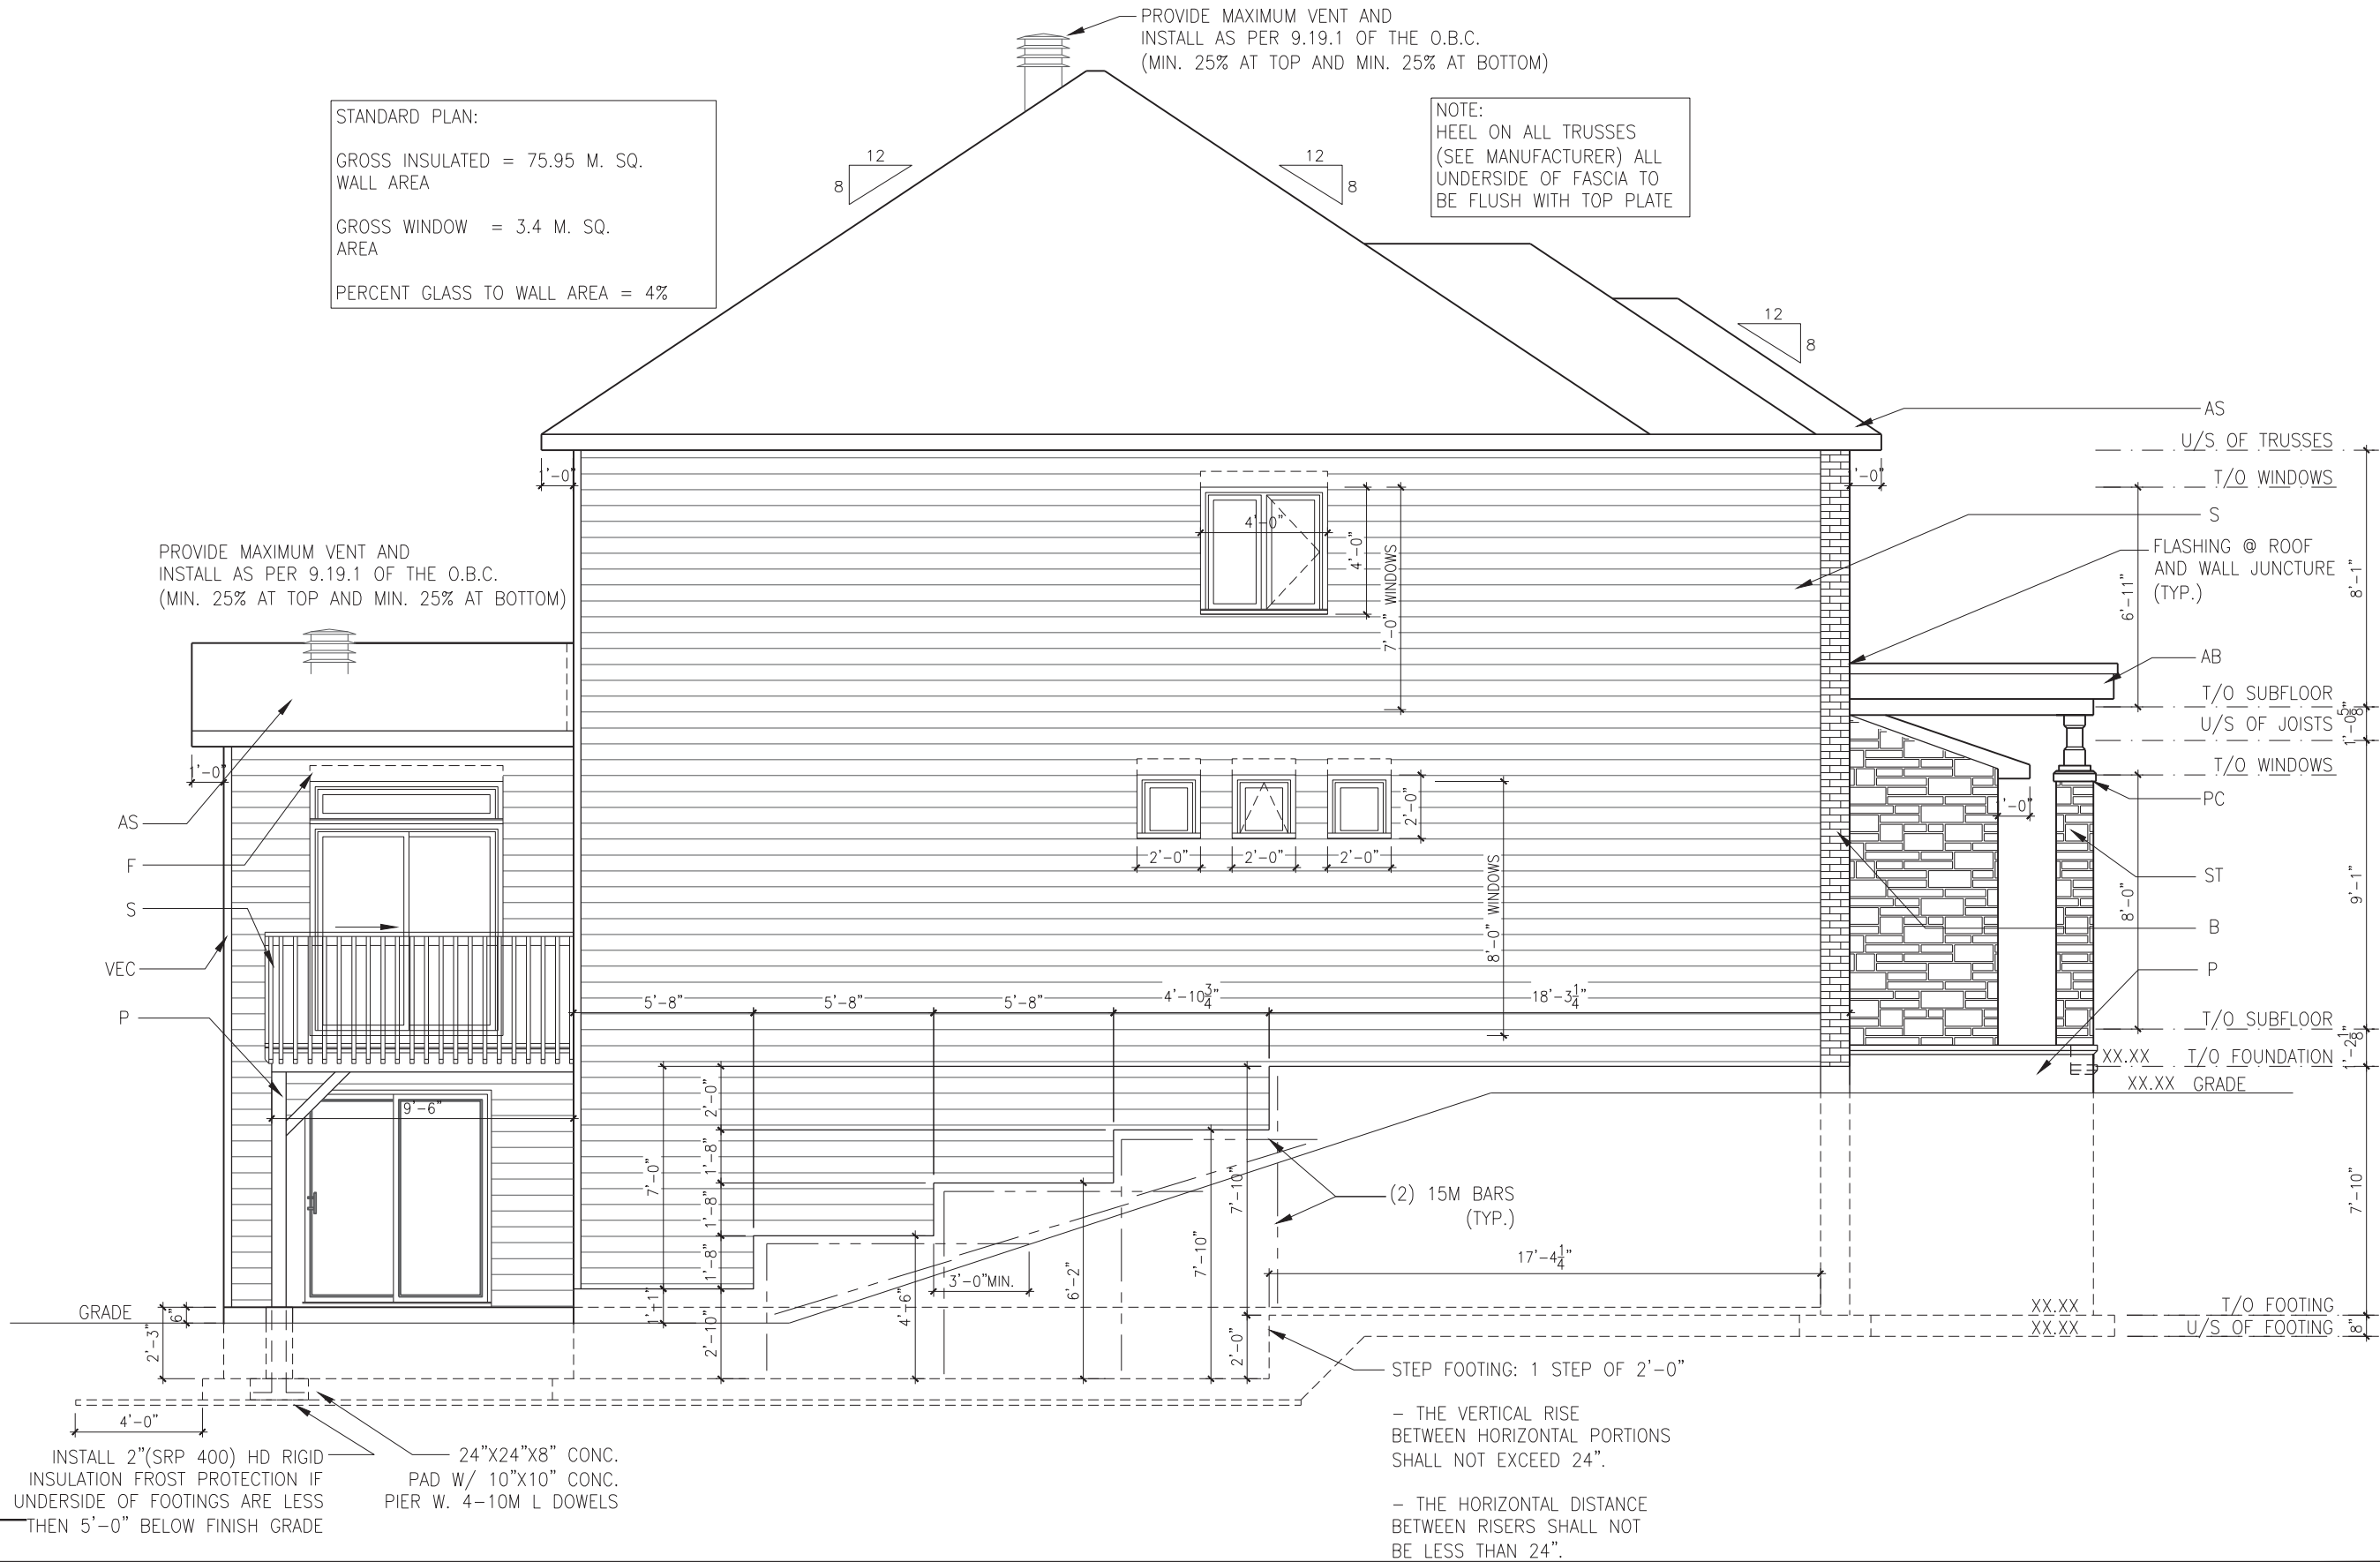 PROVIDE MAXIMUM VENT AND
INSTALL AS PER 9.19.1 OF THE O.B.C.
(MIN. 25% AT TOP AND MIN. 25% AT BOTTOM)
STANDARD PLAN:
GROSS INSULATED = 75.95 M. SQ.
WALL AREA
GROSS WINDOW = 3.4 M. SQ.
AREA
PERCENT GLASS TO WALL AREA = 4%
NOTE:
HEEL ON ALL TRUSSES
(SEE MANUFACTURER) ALL
UNDERSIDE OF FASCIA TO
BE FLUSH WITH TOP PLATE
12
8
12
8
12
8
AS
U/S OF TRUSSES
T/O WINDOWS
S
FLASHING @ ROOF
AND WALL JUNCTURE
(TYP.)
AB
T/O SUBFLOOR
U/S OF JOISTS
T/O WINDOWS
PC
ST
B
P
T/O SUBFLOOR
XX.XX T/O FOUNDATION
XX.XX GRADE
XX.XX T/O FOOTING
XX.XX U/S OF FOOTING
8'-1"
6'-11"
1'-0 5/8"
9'-1"
8'-0"
1'-2 1/8"
7'-10"
8"
1'-0"
'-0"
4'-0"
4'-0"
7'-0" WINDOWS
PROVIDE MAXIMUM VENT AND
INSTALL AS PER 9.19.1 OF THE O.B.C.
(MIN. 25% AT TOP AND MIN. 25% AT BOTTOM)
1'-0"
AS
F
S
VEC
P
2'-0"
2'-0"
2'-0"
2'-0"
8'-0" WINDOWS
'-0"
5'-8"
5'-8"
5'-8"
4'-10 3/4"
18'-3 1/4"
9'-6"
7'-0"
2'-0"
1'-8"
1'-8"
1'-8"
1'-1"
2'-10"
4'-6"
3'-0"MIN.
6'-2"
7'-10"
7'-10"
2'-0"
(2) 15M BARS
(TYP.)
17'-4 1/4"
GRADE
6"
2'-3"
4'-0"
STEP FOOTING: 1 STEP OF 2'-0"
- THE VERTICAL RISE
BETWEEN HORIZONTAL PORTIONS
SHALL NOT EXCEED 24".
- THE HORIZONTAL DISTANCE
BETWEEN RISERS SHALL NOT
BE LESS THAN 24".
INSTALL 2"(SRP 400) HD RIGID
INSULATION FROST PROTECTION IF
UNDERSIDE OF FOOTINGS ARE LESS
THEN 5'-0" BELOW FINISH GRADE
24"X24"X8" CONC.
PAD W/ 10"X10" CONC.
PIER W. 4-10M L DOWELS